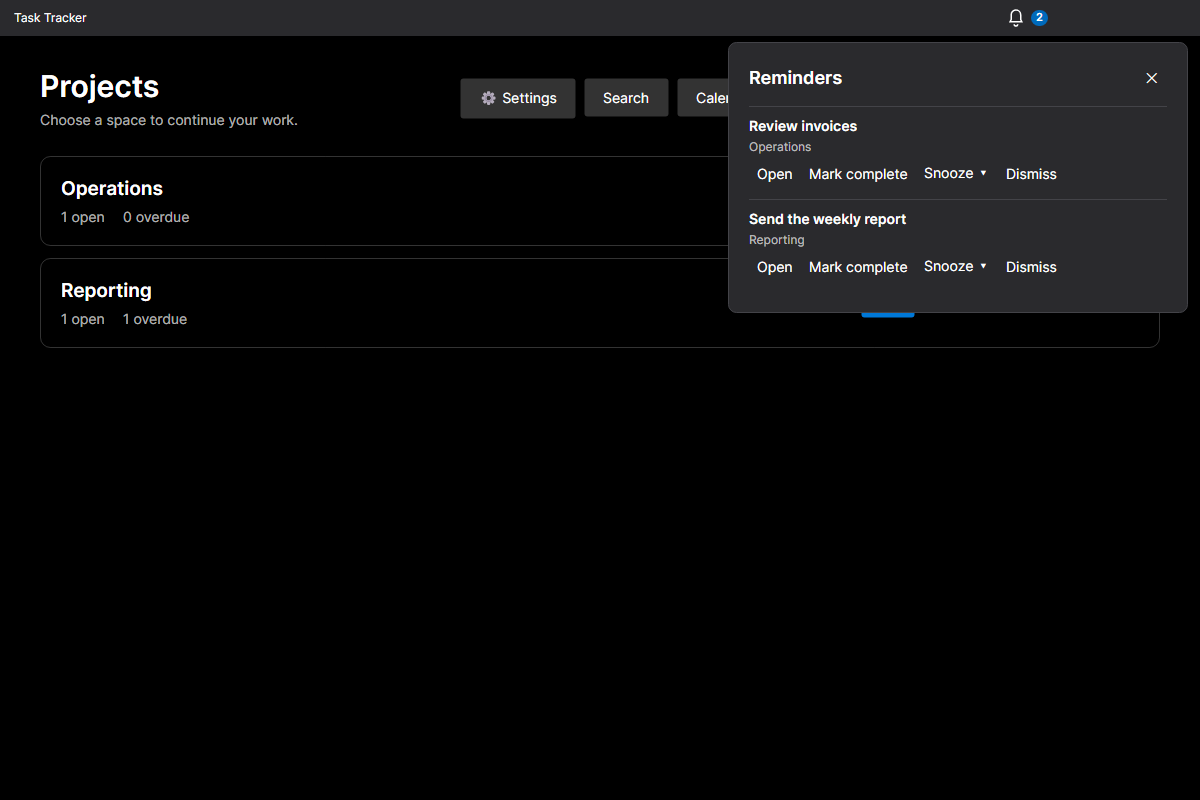 Task Tracker
2
Projects
Choose a space to continue your work.
Settings
Search
Operations
1 open 0 overdue
Reporting
1 open 1 overdue
Reminders
Review invoices
Operations
Open Mark complete Snooze Dismiss
Send the weekly report
Reporting
Open Mark complete Snooze Dismiss